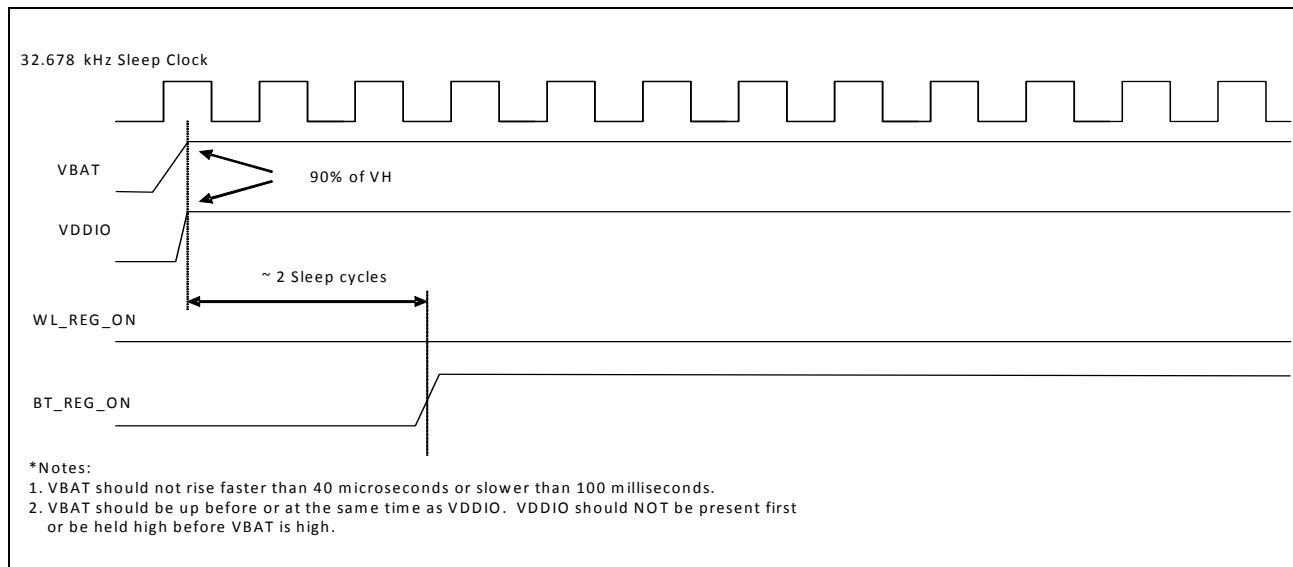 32.678 kHz Sleep Clock
VBAT
90% of VH
VDDIO
~ 2 Sleep cycles
WL_REG_ON
BT_REG_ON
*Notes:
1. VBAT should not rise faster than 40 microseconds or slower than 100 milliseconds.
2. VBAT should be up before or at the same time as VDDIO. VDDIO should NOT be present first
or be held high before VBAT is high.